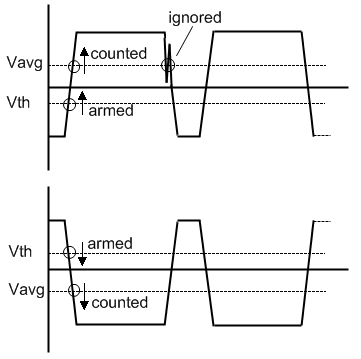 ignored
Vavg
counted
Vth
armed
Vth
armed
Vavg
counted